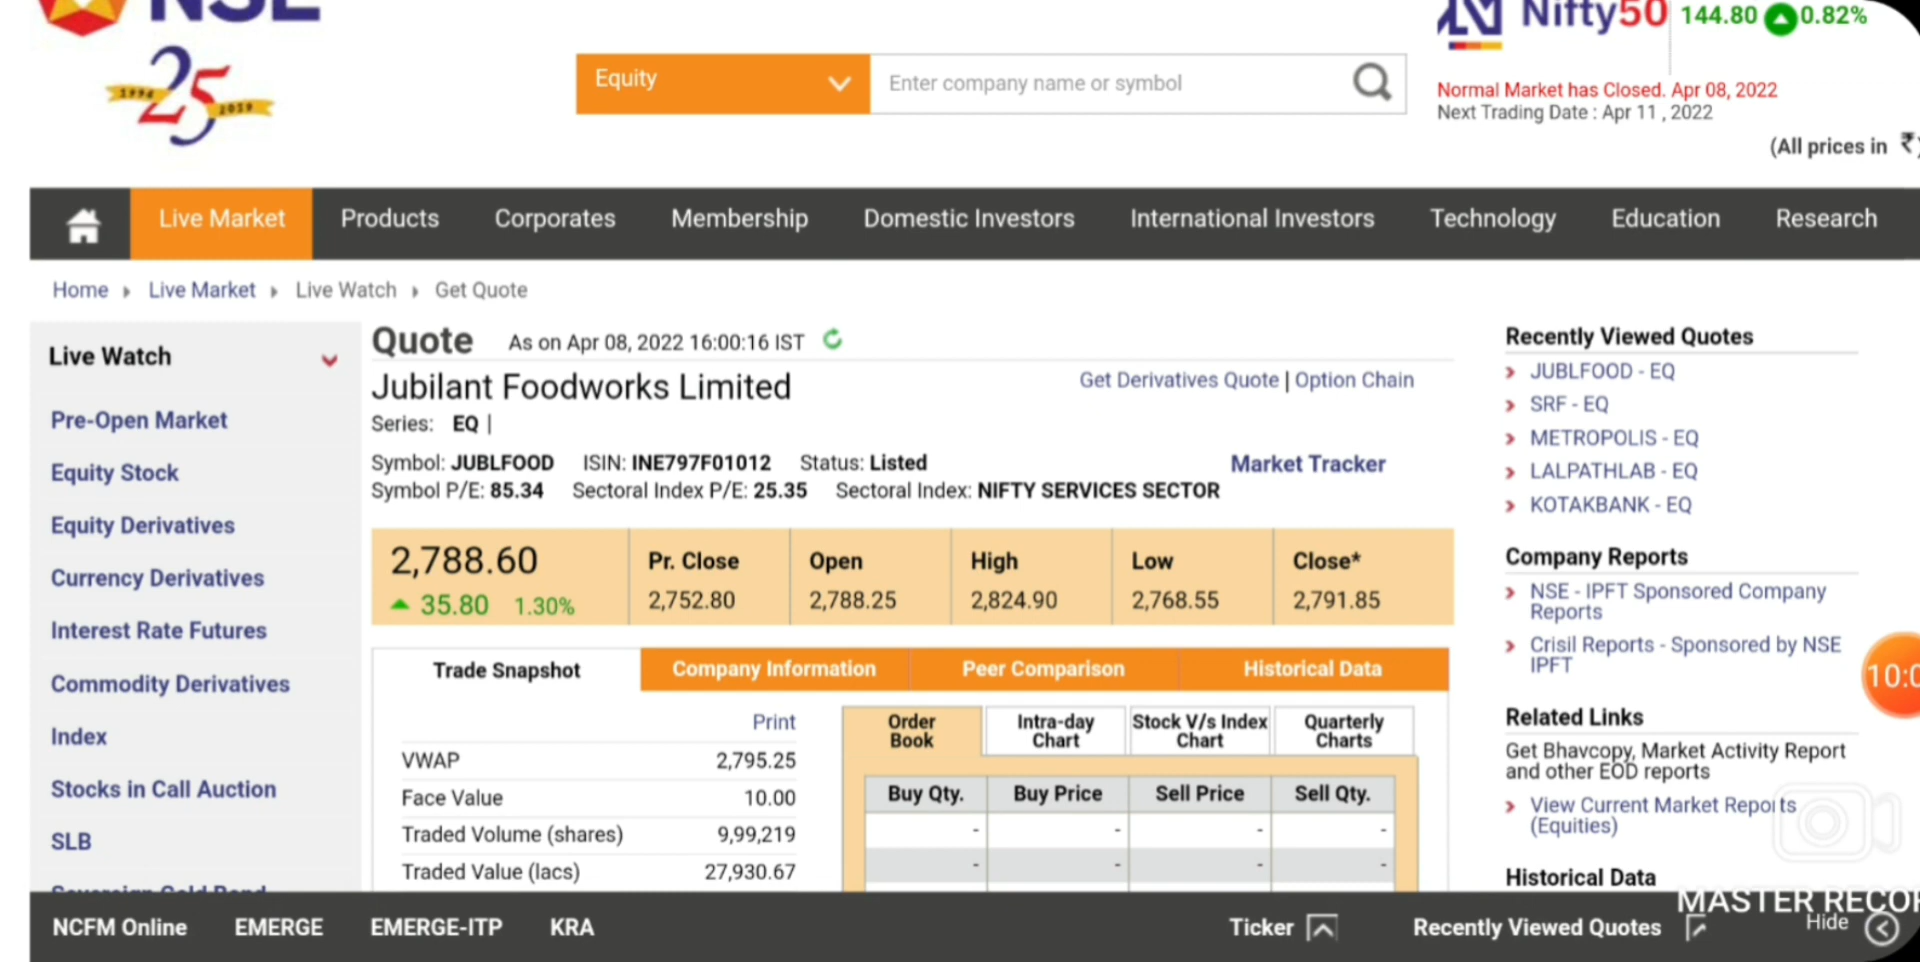 NSE
Nifty50 144.80 0.82%
1994 25 2019
Equity
Enter company name or symbol
Normal Market has Closed. Apr 08, 2022
Next Trading Date : Apr 11 , 2022
(All prices in ₹)
Live Market Products Corporates Membership Domestic Investors International Investors Technology Education Research
Home Live Market Live Watch Get Quote
Live Watch
Pre-Open Market
Equity Stock
Equity Derivatives
Currency Derivatives
Interest Rate Futures
Commodity Derivatives
Index
Stocks in Call Auction
SLB
Sovereign Gold Bond
Quote As on Apr 08, 2022 16:00:16 IST
Jubilant Foodworks Limited
Get Derivatives Quote | Option Chain
Series: EQ |
Symbol: JUBLFOOD ISIN: INE797F01012 Status: Listed
Market Tracker
Symbol P/E: 85.34 Sectoral Index P/E: 25.35 Sectoral Index: NIFTY SERVICES SECTOR
2,788.60 Pr. Close Open High Low Close*
35.80 1.30% 2,752.80 2,788.25 2,824.90 2,768.55 2,791.85
Trade Snapshot Company Information Peer Comparison Historical Data
Print
VWAP 2,795.25
Face Value 10.00
Traded Volume (shares) 9,99,219
Traded Value (lacs) 27,930.67
Order Book Intra-day Chart Stock V/s Index Chart Quarterly Charts
Buy Qty. Buy Price Sell Price Sell Qty.
- - - -
- - - -
Recently Viewed Quotes
JUBLFOOD - EQ
SRF - EQ
METROPOLIS - EQ
LALPATHLAB - EQ
KOTAKBANK - EQ
Company Reports
NSE - IPFT Sponsored Company
Reports
Crisil Reports - Sponsored by NSE
IPFT
10:0
Related Links
Get Bhavcopy, Market Activity Report
and other EOD reports
View Current Market Reports
(Equities)
Historical Data
MASTER RECOR
NCFM Online EMERGE EMERGE-ITP KRA Ticker Recently Viewed Quotes Hide